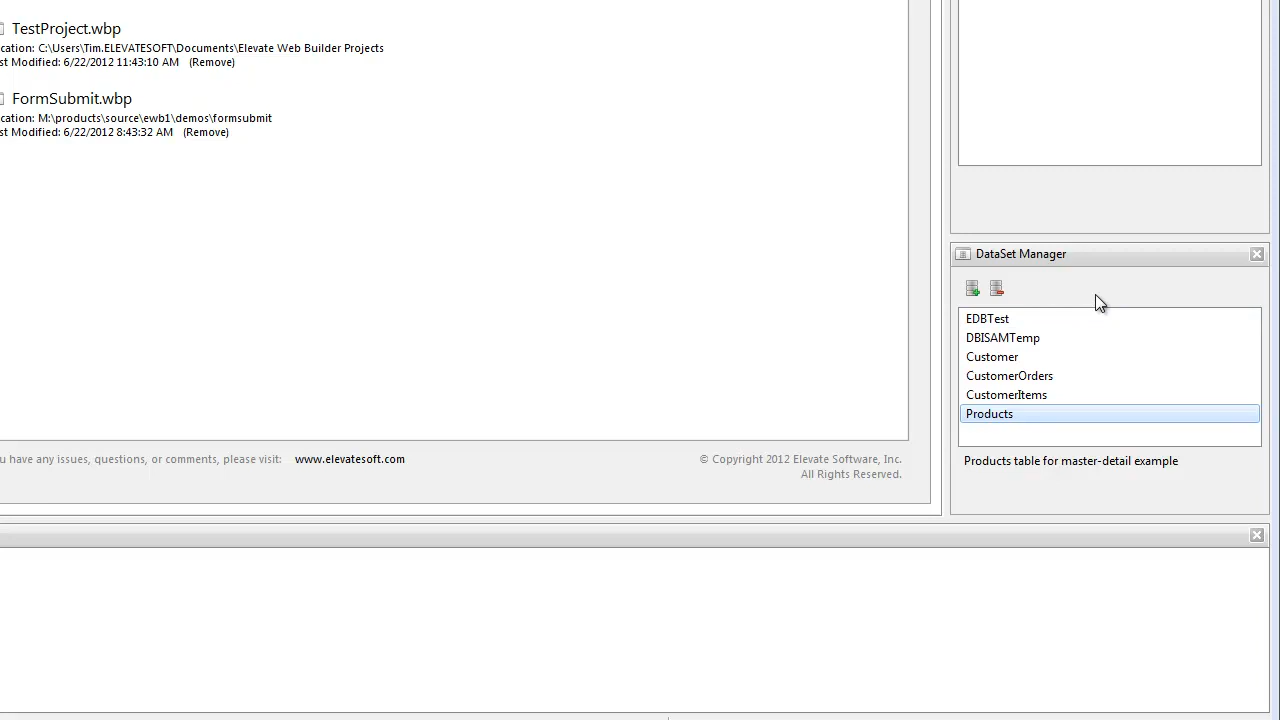 TestProject.wbp
cation: C:\Users\Tim.ELEVATESOFT\Documents\Elevate Web Builder Projects
st Modified: 6/22/2012 11:43:10 AM (Remove)
FormSubmit.wbp
cation: M:\products\source\ewb1\demos\formsubmit
st Modified: 6/22/2012 8:43:32 AM (Remove)
u have any issues, questions, or comments, please visit: www.elevatesoft.com
© Copyright 2012 Elevate Software, Inc.
All Rights Reserved.
DataSet Manager
EDBTest
DBISAMTemp
Customer
CustomerOrders
CustomerItems
Products
Products table for master-detail example